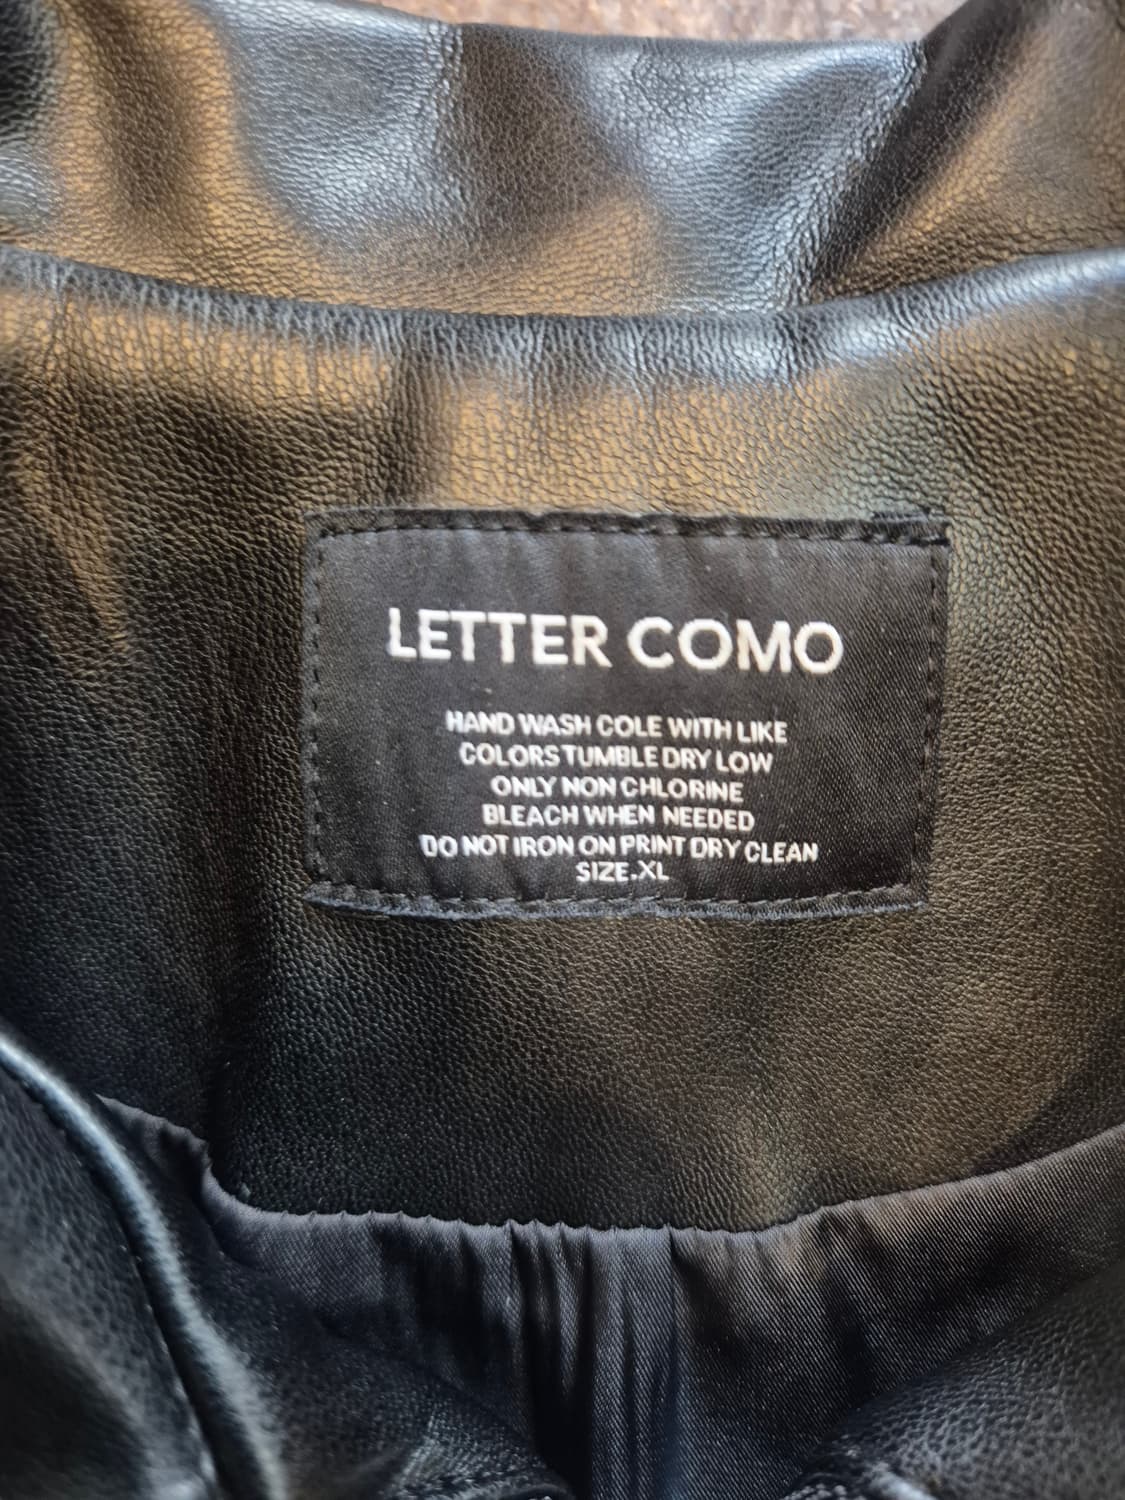 LETTER COMO
HAND WASH COLE WITH LIKE
COLORS TUMBLE DRY LOW
ONLY NON CHLORINE
BLEACH WHEN NEEDED
DO NOT IRON ON PRINT DRY CLEAN
SIZE.XL